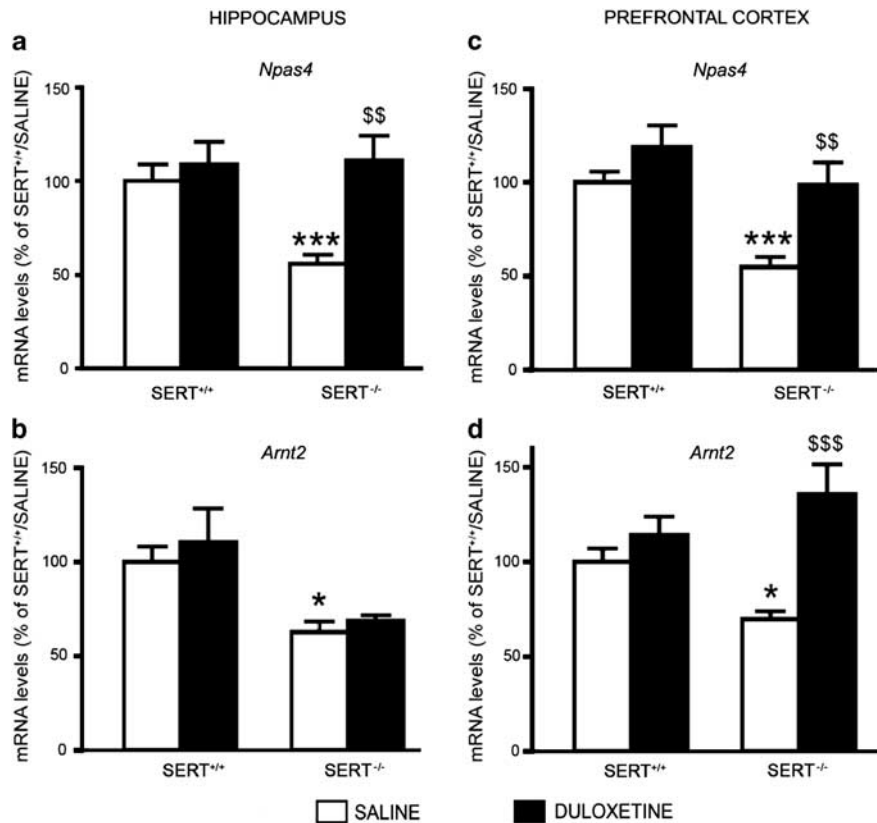 HIPPOCAMPUS
PREFRONTAL CORTEX
a
Npas4
mRNA levels (% of SERT+/+/SALINE)
150
100
50
0
$$
***
SERT+/+
SERT-/-
c
Npas4
mRNA levels (% of SERT+/+/SALINE)
150
100
50
0
$$
***
SERT+/+
SERT-/-
b
Arnt2
mRNA levels (% of SERT+/+/SALINE)
150
100
50
0
*
SERT+/+
SERT-/-
d
Arnt2
mRNA levels (% of SERT+/+/SALINE)
150
100
50
0
$$$
*
SERT+/+
SERT-/-
SALINE
DULOXETINE